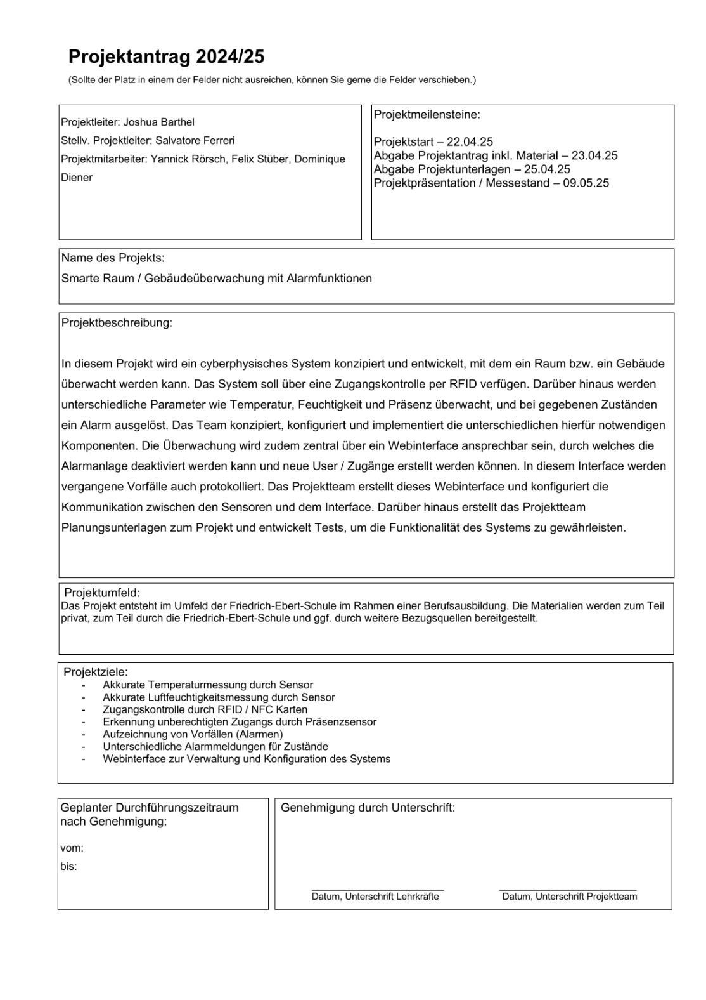 Projektantrag 2024/25
(Sollte der Platz in einem der Felder nicht ausreichen, können Sie gerne die Felder verschieben.)
Projektleiter: Joshua Barthel
Stellv. Projektleiter: Salvatore Ferreri
Projektmitarbeiter: Yannick Rörsch, Felix Stüber, Dominique
Diener
Projektmeilensteine:
Projektstart – 22.04.25
Abgabe Projektantrag inkl. Material – 23.04.25
Abgabe Projektunterlagen – 25.04.25
Projektpräsentation / Messestand – 09.05.25
Name des Projekts:
Smarte Raum / Gebäudeüberwachung mit Alarmfunktionen
Projektbeschreibung:
In diesem Projekt wird ein cyberphysisches System konzipiert und entwickelt, mit dem ein Raum bzw. ein Gebäude
überwacht werden kann. Das System soll über eine Zugangskontrolle per RFID verfügen. Darüber hinaus werden
unterschiedliche Parameter wie Temperatur, Feuchtigkeit und Präsenz überwacht, und bei gegebenen Zuständen
ein Alarm ausgelöst. Das Team konzipiert, konfiguriert und implementiert die unterschiedlichen hierfür notwendigen
Komponenten. Die Überwachung wird zudem zentral über ein Webinterface ansprechbar sein, durch welches die
Alarmanlage deaktiviert werden kann und neue User / Zugänge erstellt werden können. In diesem Interface werden
vergangene Vorfälle auch protokolliert. Das Projektteam erstellt dieses Webinterface und konfiguriert die
Kommunikation zwischen den Sensoren und dem Interface. Darüber hinaus erstellt das Projektteam
Planungsunterlagen zum Projekt und entwickelt Tests, um die Funktionalität des Systems zu gewährleisten.
Projektumfeld:
Das Projekt entsteht im Umfeld der Friedrich-Ebert-Schule im Rahmen einer Berufsausbildung. Die Materialien werden zum Teil
privat, zum Teil durch die Friedrich-Ebert-Schule und ggf. durch weitere Bezugsquellen bereitgestellt.
Projektziele:
- Akkurate Temperaturmessung durch Sensor
- Akkurate Luftfeuchtigkeitsmessung durch Sensor
- Zugangskontrolle durch RFID / NFC Karten
- Erkennung unberechtigten Zugangs durch Präsenzsensor
- Aufzeichnung von Vorfällen (Alarmen)
- Unterschiedliche Alarmmeldungen für Zustände
- Webinterface zur Verwaltung und Konfiguration des Systems
Geplanter Durchführungszeitraum
nach Genehmigung:
vom:
bis:
Genehmigung durch Unterschrift:
Datum, Unterschrift Lehrkräfte
Datum, Unterschrift Projektteam